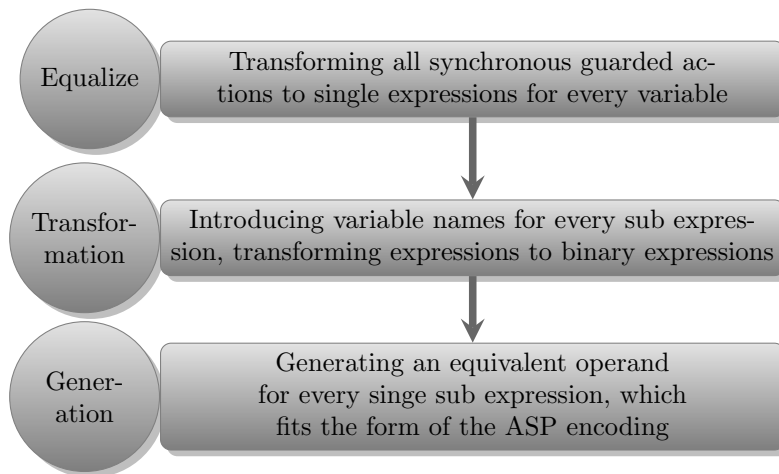 Equalize
Transforming all synchronous guarded ac-
tions to single expressions for every variable
Transfor-
mation
Introducing variable names for every sub expres-
sion, transforming expressions to binary expressions
Gener-
ation
Generating an equivalent operand
for every singe sub expression, which
fits the form of the ASP encoding